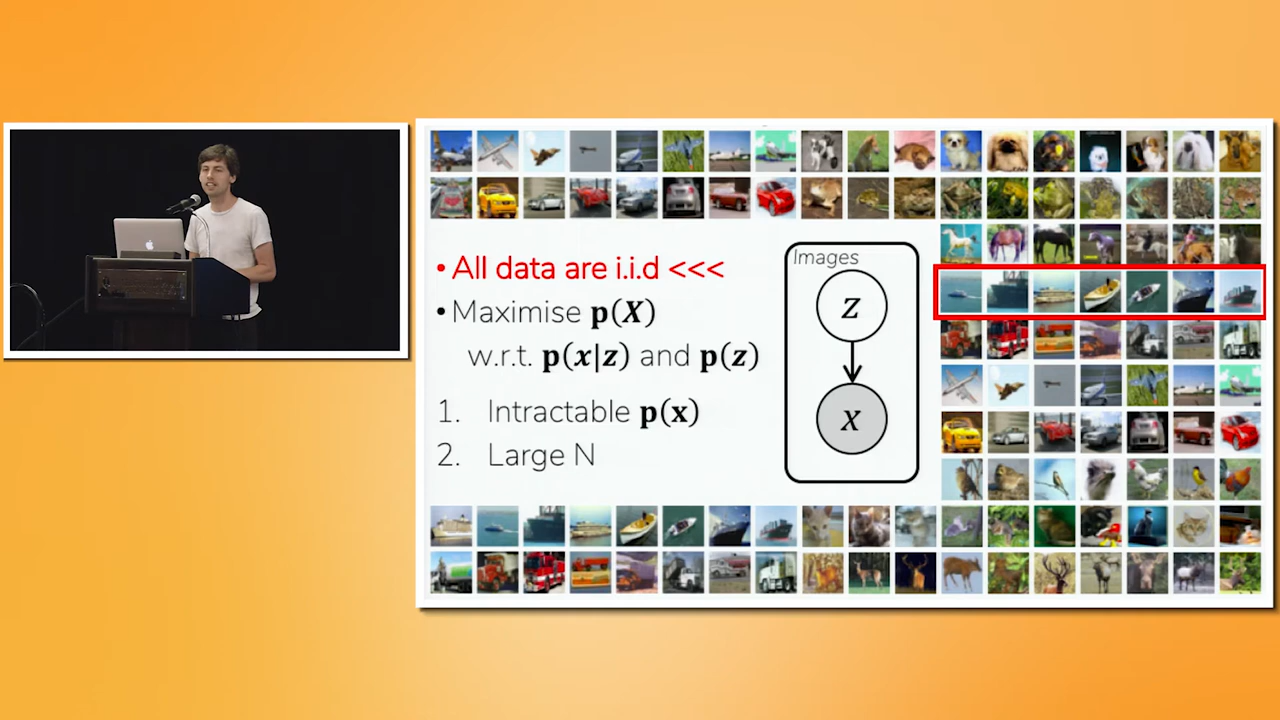 • All data are i.i.d <<<
• Maximise p(X)
w.r.t. p(x|z) and p(z)
1. Intractable p(x)
2. Large N
Images
z
x